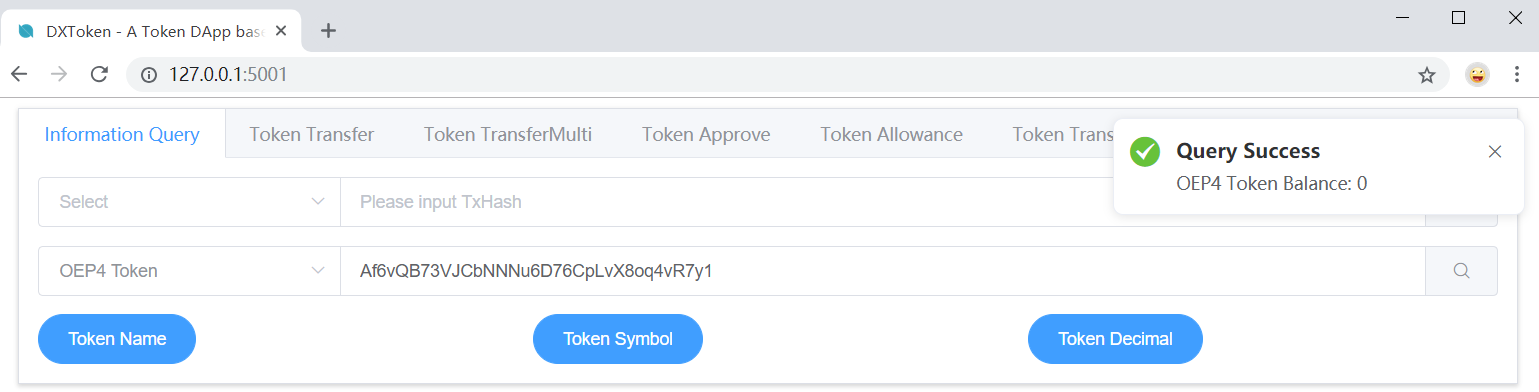 DXToken - A Token DApp base
127.0.0.1:5001
Information Query
Token Transfer
Token TransferMulti
Token Approve
Token Allowance
Token Trans
Query Success
OEP4 Token Balance: 0
Select
Please input TxHash
OEP4 Token
Af6vQB73VJCbNNNu6D76CpLvX8oq4vR7y1
Token Name
Token Symbol
Token Decimal